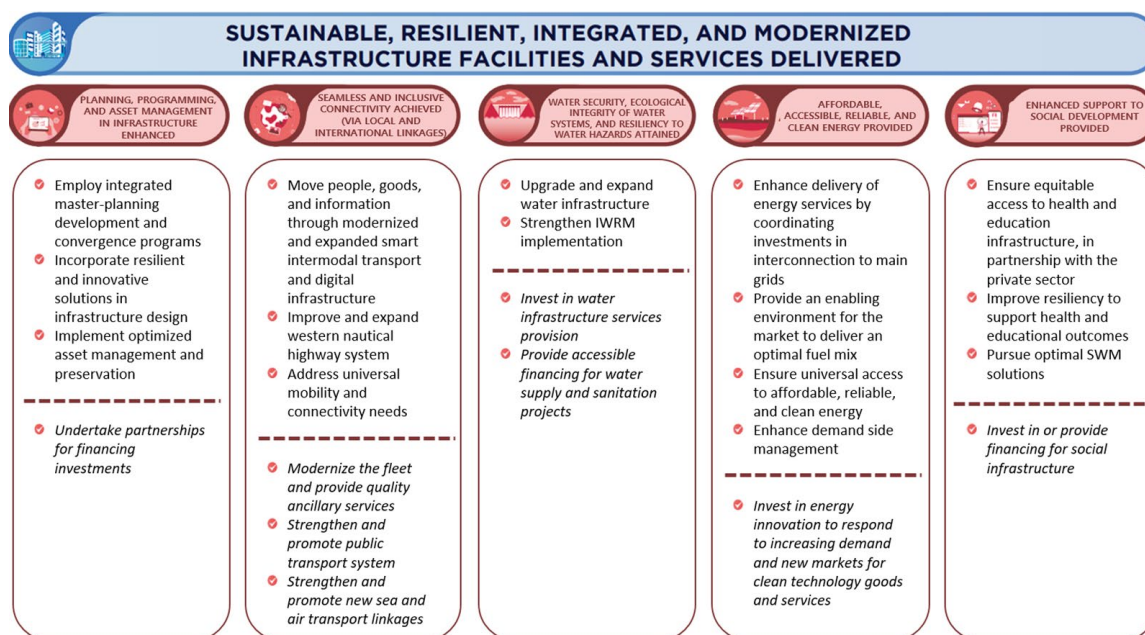 SUSTAINABLE, RESILIENT, INTEGRATED, AND MODERNIZED
INFRASTRUCTURE FACILITIES AND SERVICES DELIVERED
PLANNING, PROGRAMMING,
AND ASSET MANAGEMENT
IN INFRASTRUCTURE
ENHANCED
Employ integrated
master-planning
development and
convergence programs
Incorporate resilient
and innovative
solutions in
infrastructure design
Implement optimized
asset management and
preservation
Undertake partnerships
for financing
investments
SEAMLESS AND INCLUSIVE
CONNECTIVITY ACHIEVED
(VIA LOCAL AND
INTERNATIONAL LINKAGES)
Move people, goods,
and information
through modernized
and expanded smart
intermodal transport
and digital
infrastructure
Improve and expand
western nautical
highway system
Address universal
mobility and
connectivity needs
Modernize the fleet
and provide quality
ancillary services
Strengthen and
promote public
transport system
Strengthen and
promote new sea and
air transport linkages
WATER SECURITY, ECOLOGICAL
INTEGRITY OF WATER
SYSTEMS, AND RESILIENCY TO
WATER HAZARDS ATTAINED
Upgrade and expand
water infrastructure
Strengthen IWRM
implementation
Invest in water
infrastructure services
provision
Provide accessible
financing for water
supply and sanitation
projects
AFFORDABLE,
, ACCESSIBLE, RELIABLE, AND
CLEAN ENERGY PROVIDED
Enhance delivery of
energy services by
coordinating
investments in
interconnection to main
grids
Provide an enabling
environment for the
market to deliver an
optimal fuel mix
Ensure universal access
to affordable, reliable,
and clean energy
Enhance demand side
management
Invest in energy
innovation to respond
to increasing demand
and new markets for
clean technology goods
and services
ENHANCED SUPPORT TO
SOCIAL DEVELOPMENT
PROVIDED
Ensure equitable
access to health and
education
infrastructure, in
partnership with the
private sector
Improve resiliency to
support health and
educational outcomes
Pursue optimal SWM
solutions
Invest in or provide
financing for social
infrastructure